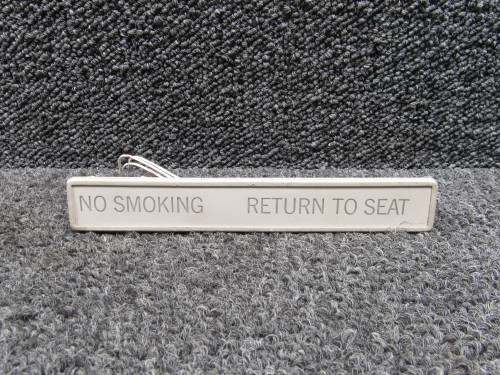 NO SMOKING RETURN TO SEAT